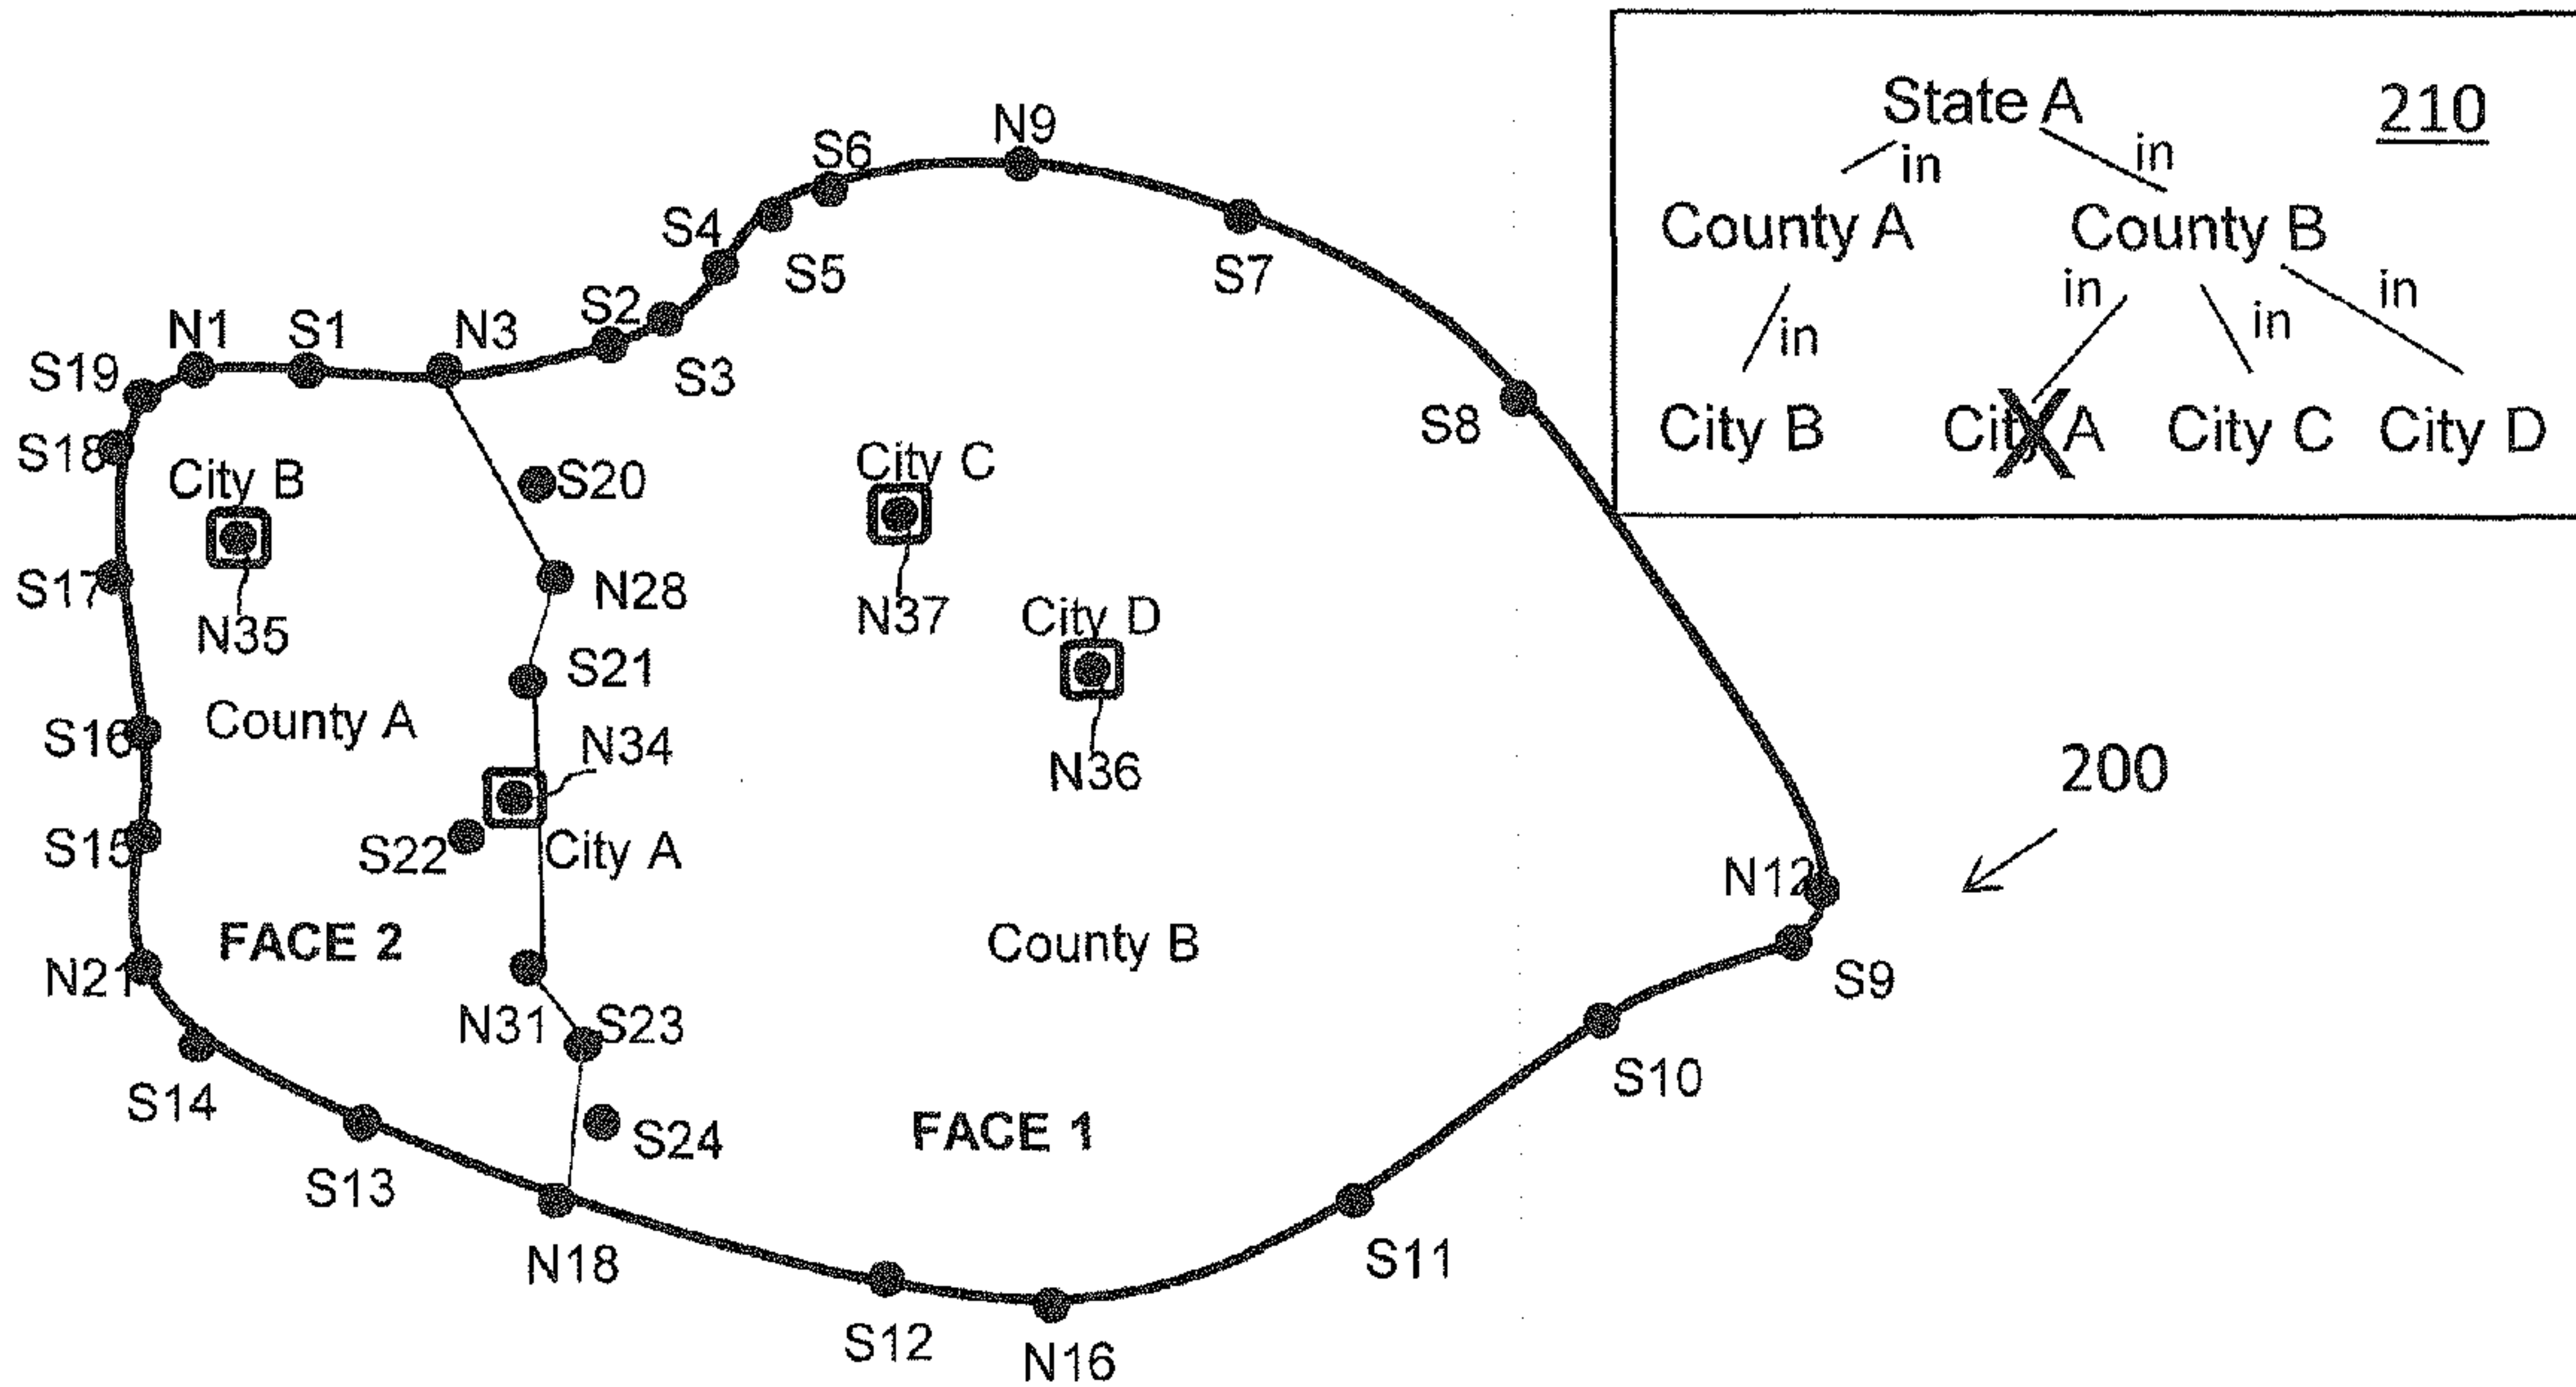 State A
210
in
in
County A
County B
in
in
in
in
City B
City A
City C
City D
N9
S6
S4
S5
S7
N1
S1
N3
S2
S19
S3
S8
S18
City B
S20
City C
S17
N28
N35
N37
City D
S21
County A
S16
N34
N36
200
S15
S22
City A
N12
FACE 2
County B
N21
S9
N31
S23
S10
S14
FACE 1
S24
S13
N18
S11
S12
N16